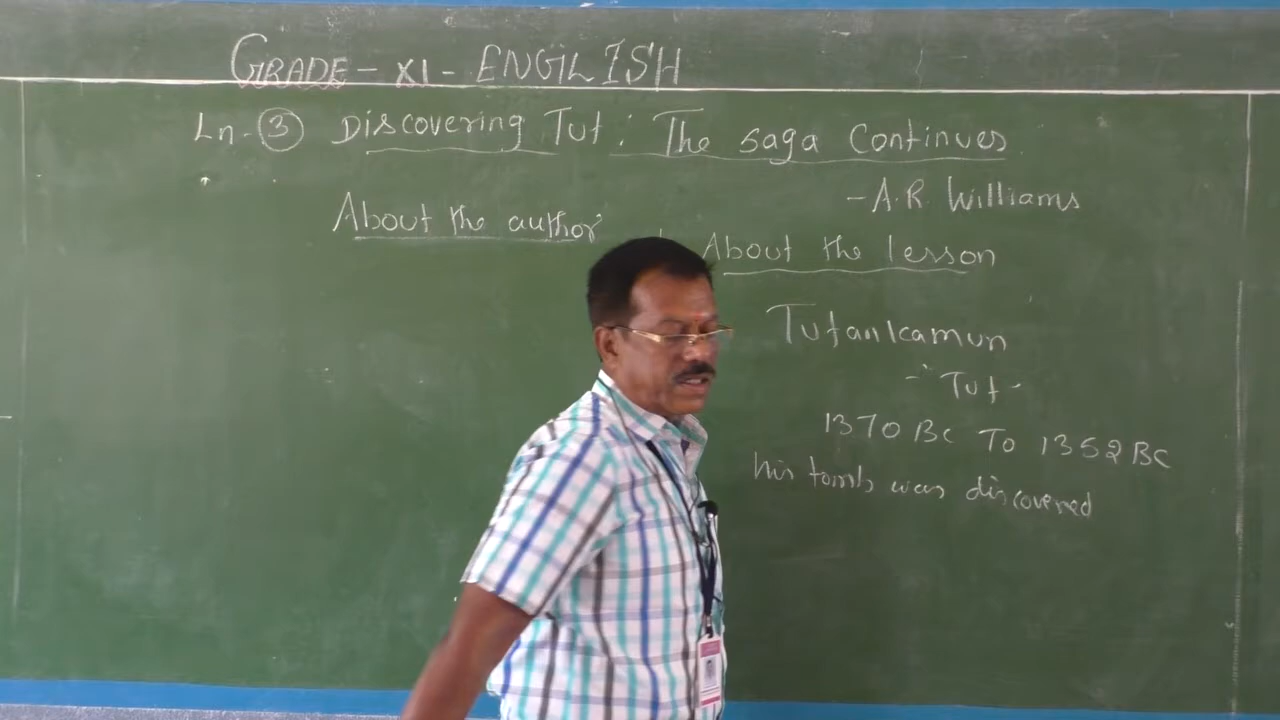 GRADE - XI - ENGLISH
Ln - 3 Discovering Tut : The saga Continues
- A.R. Williams
About the author
About the lesson
Tutankamun
- Tut -
1370 BC To 1352 BC
his tomb was discovered